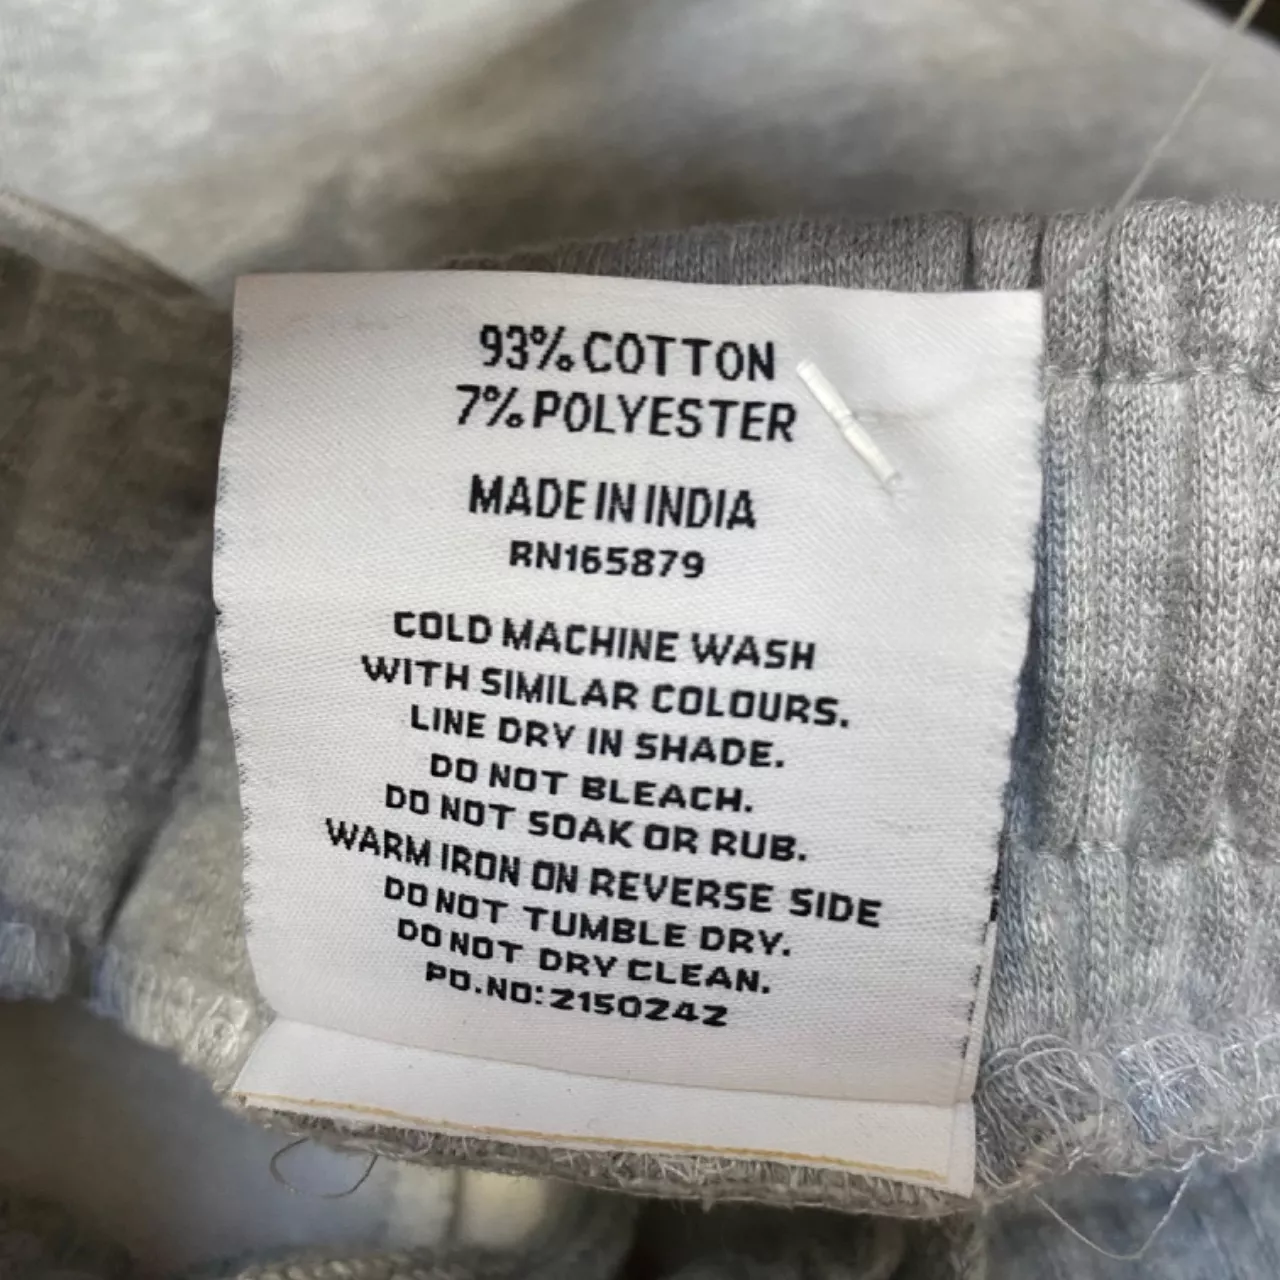 93% COTTON
7% POLYESTER
MADE IN INDIA
RN165879
COLD MACHINE WASH
WITH SIMILAR COLOURS.
LINE DRY IN SHADE.
DO NOT BLEACH.
DO NOT SOAK OR RUB.
WARM IRON ON REVERSE SIDE
DO NOT TUMBLE DRY.
DO NOT DRY CLEAN.
PO.NO:2150242